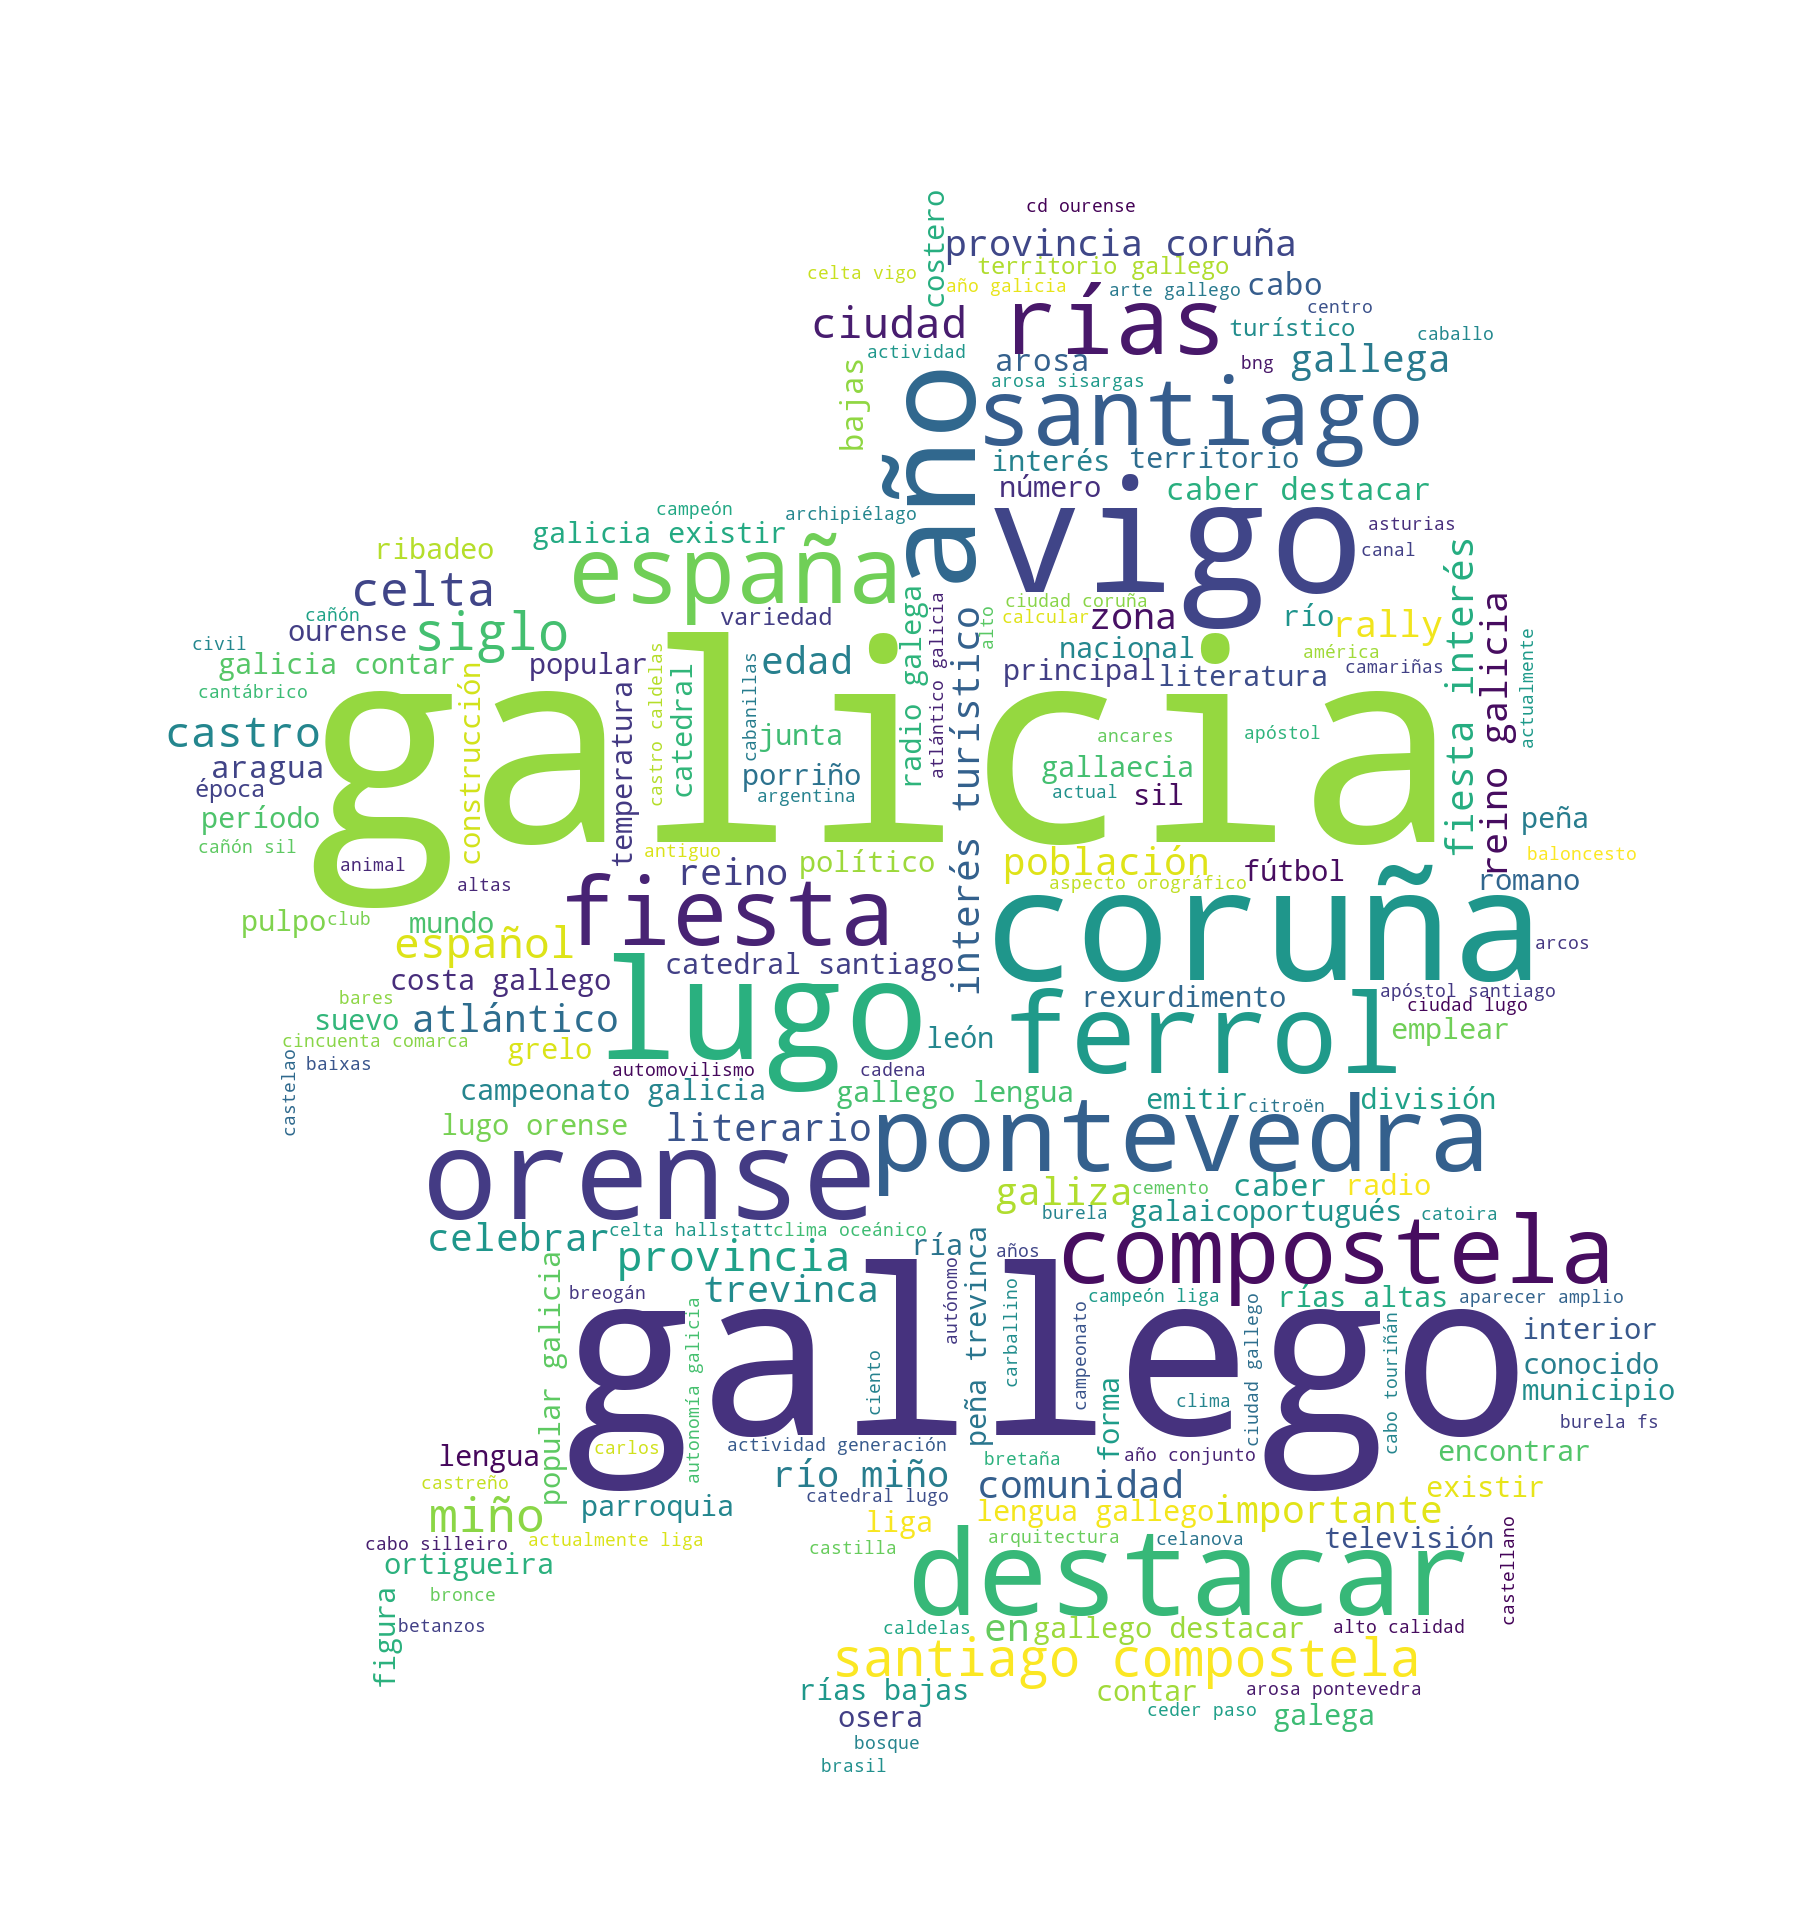 cd ourense
costero
provincia coruña
celta vigo
territorio gallego
año galicia
arte gallego
cabo
centro
ciudad
rías
turístico
caballo
actividad
arosa
bng
gallega
bajas
arosa sisargas
año
santiago
interés
territorio
número
caber destacar
campeón
archipiélago
asturias
galicia existir
vigo
canal
ribadeo
españa
celta
cañón
variedad
ciudad coruña
calcular
zona
río
rally
fiesta interés
reino galicia
ourense
siglo
radio galega
atlántico galicia
interés turístico
alto
civil
nacional
américa
actualmente
galicia contar
popular
castro caldelas
catedral
cabanillas
edad
principal
literatura
camariñas
cantábrico
construcción
temperatura
galicia
castro
junta
ancares
apóstol
aragua
porriño
gallaecia
época
argentina
actual
sil
período
peña
cañón sil
antiguo
político
población
baloncesto
animal
altas
reino
fútbol
aspecto orográfico
romano
pulpo
club
mundo
fiesta
coruña
español
arcos
catedral santiago
costa gallego
bares
lugo
rexurdimento
apóstol santiago
ciudad lugo
suevo
atlántico
ferrol
emplear
cincuenta comarca
grelo
león
castelao
baixas
automovilismo
cadena
campeonato galicia
gallego lengua
emitir
citroën
división
lugo orense
literario
pontevedra
orense
galiza
cemento
caber
radio
burela
galaicoportugués
catoira
celebrar
celta hallstatt
clima oceánico
ría
peña trevinca
años
compostela
provincia
popular galicia
breogán
trevinca
autónomo
carballino
campeón liga
rías altas
aparecer amplio
autonomía galicia
gallego
campeonato
ciudad gallego
cabo touriñán
interior
ciento
forma
conocido
clima
municipio
burela fs
lengua
carlos
actividad generación
año conjunto
encontrar
bretaña
castreño
río miño
comunidad
existir
miño
parroquia
catedral lugo
lengua gallego
importante
liga
cabo silleiro
actualmente liga
castilla
arquitectura
celanova
televisión
castellano
ortigueira
destacar
figura
bronce
betanzos
caldelas
en
gallego destacar
alto calidad
santiago compostela
rías bajas
contar
arosa pontevedra
osera
ceder paso
galega
bosque
brasil